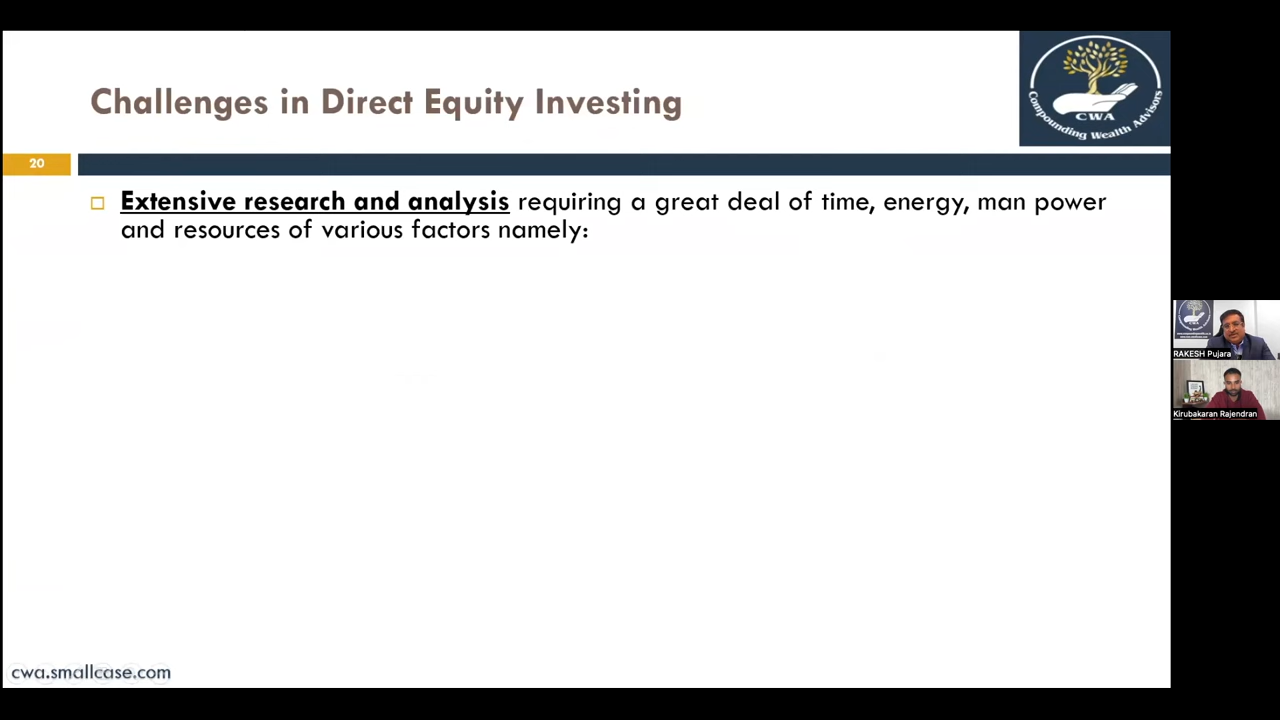 Challenges in Direct Equity Investing
CWA
Compounding Wealth Advisors
20
Extensive research and analysis requiring a great deal of time, energy, man power
and resources of various factors namely:
RAKESH Pujara
Kirubakaran Rajendran
cwa.smallcase.com